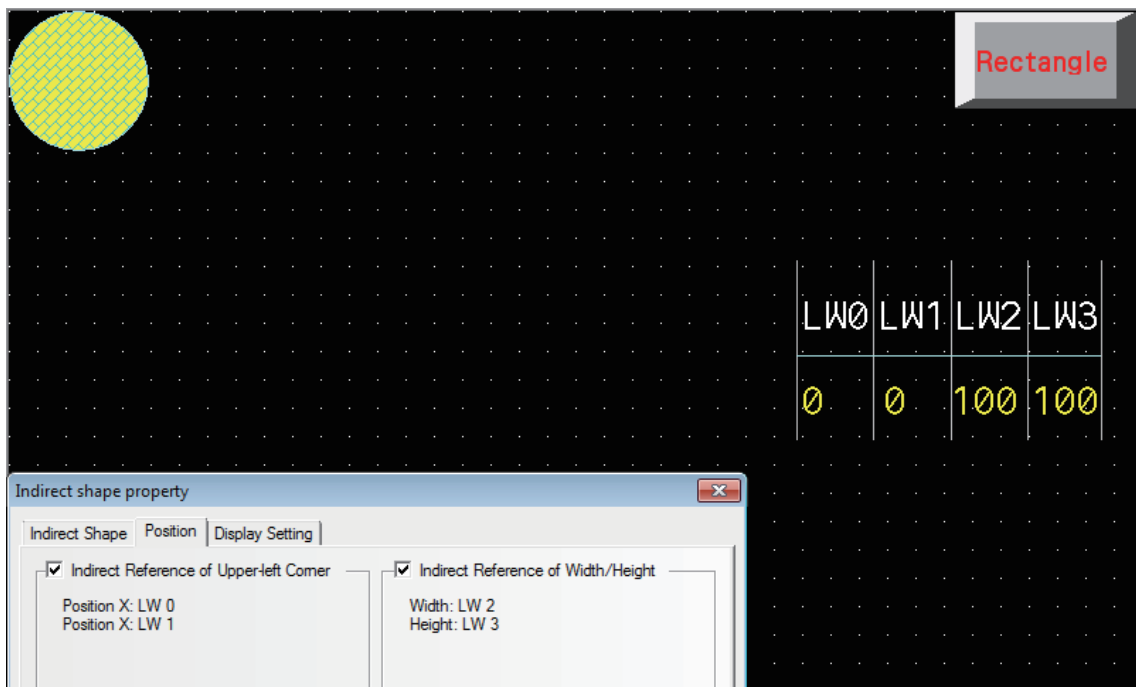 Rectangle
LW0 LW1 LW2 LW3
0 0 100 100
Indirect shape property
Indirect Shape Position Display Setting
Indirect Reference of Upper-left Corner
Position X: LW 0
Position X: LW 1
Indirect Reference of Width/Height
Width: LW 2
Height: LW 3